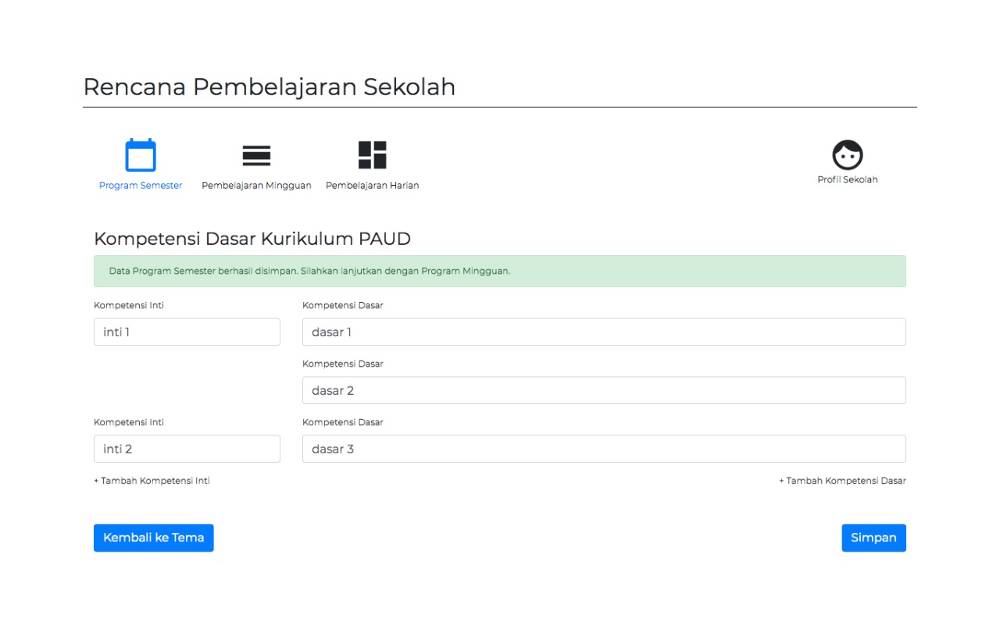 Rencana Pembelajaran Sekolah
Program Semester
Pembelajaran Mingguan
Pembelajaran Harian
Profil Sekolah
Kompetensi Dasar Kurikulum PAUD
Data Program Semester berhasil disimpan. Silahkan lanjutkan dengan Program Mingguan.
Kompetensi Inti
Kompetensi Dasar
inti 1
dasar 1
Kompetensi Dasar
dasar 2
Kompetensi Inti
Kompetensi Dasar
inti 2
dasar 3
+ Tambah Kompetensi Inti
+ Tambah Kompetensi Dasar
Kembali ke Tema
Simpan